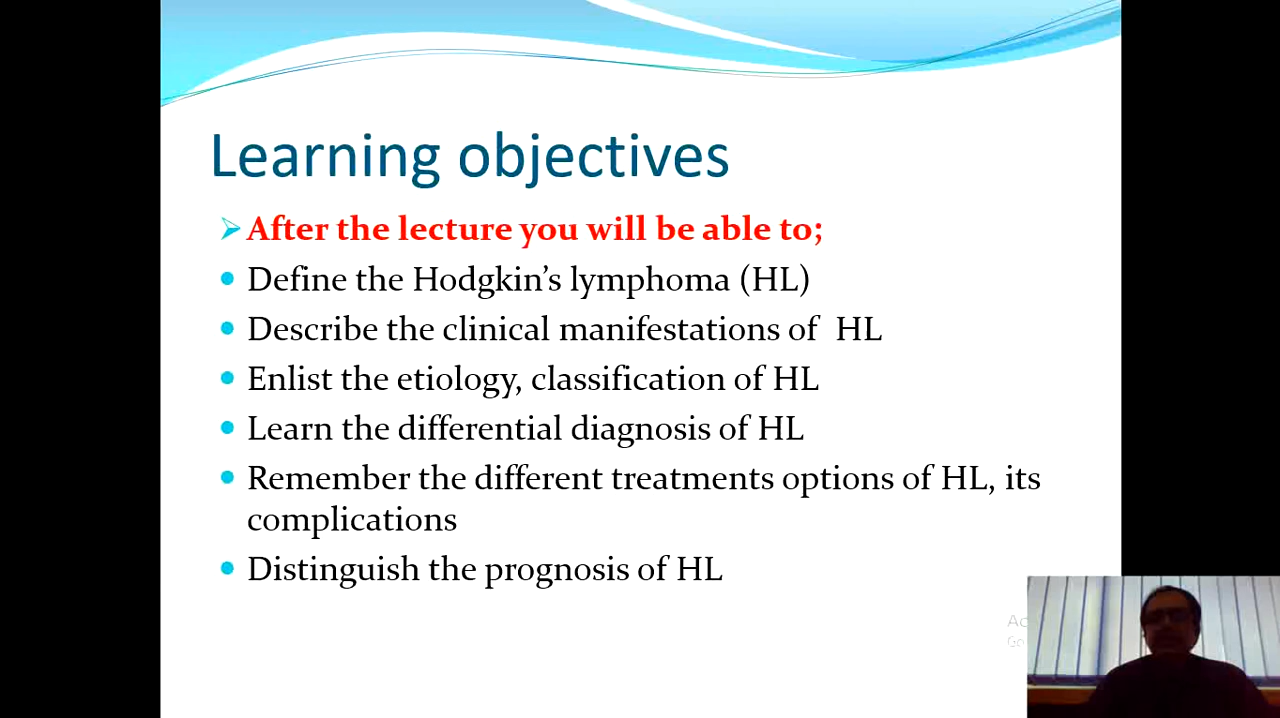 Learning objectives
After the lecture you will be able to;
Define the Hodgkin's lymphoma (HL)
Describe the clinical manifestations of HL
Enlist the etiology, classification of HL
Learn the differential diagnosis of HL
Remember the different treatments options of HL, its
complications
Distinguish the prognosis of HL